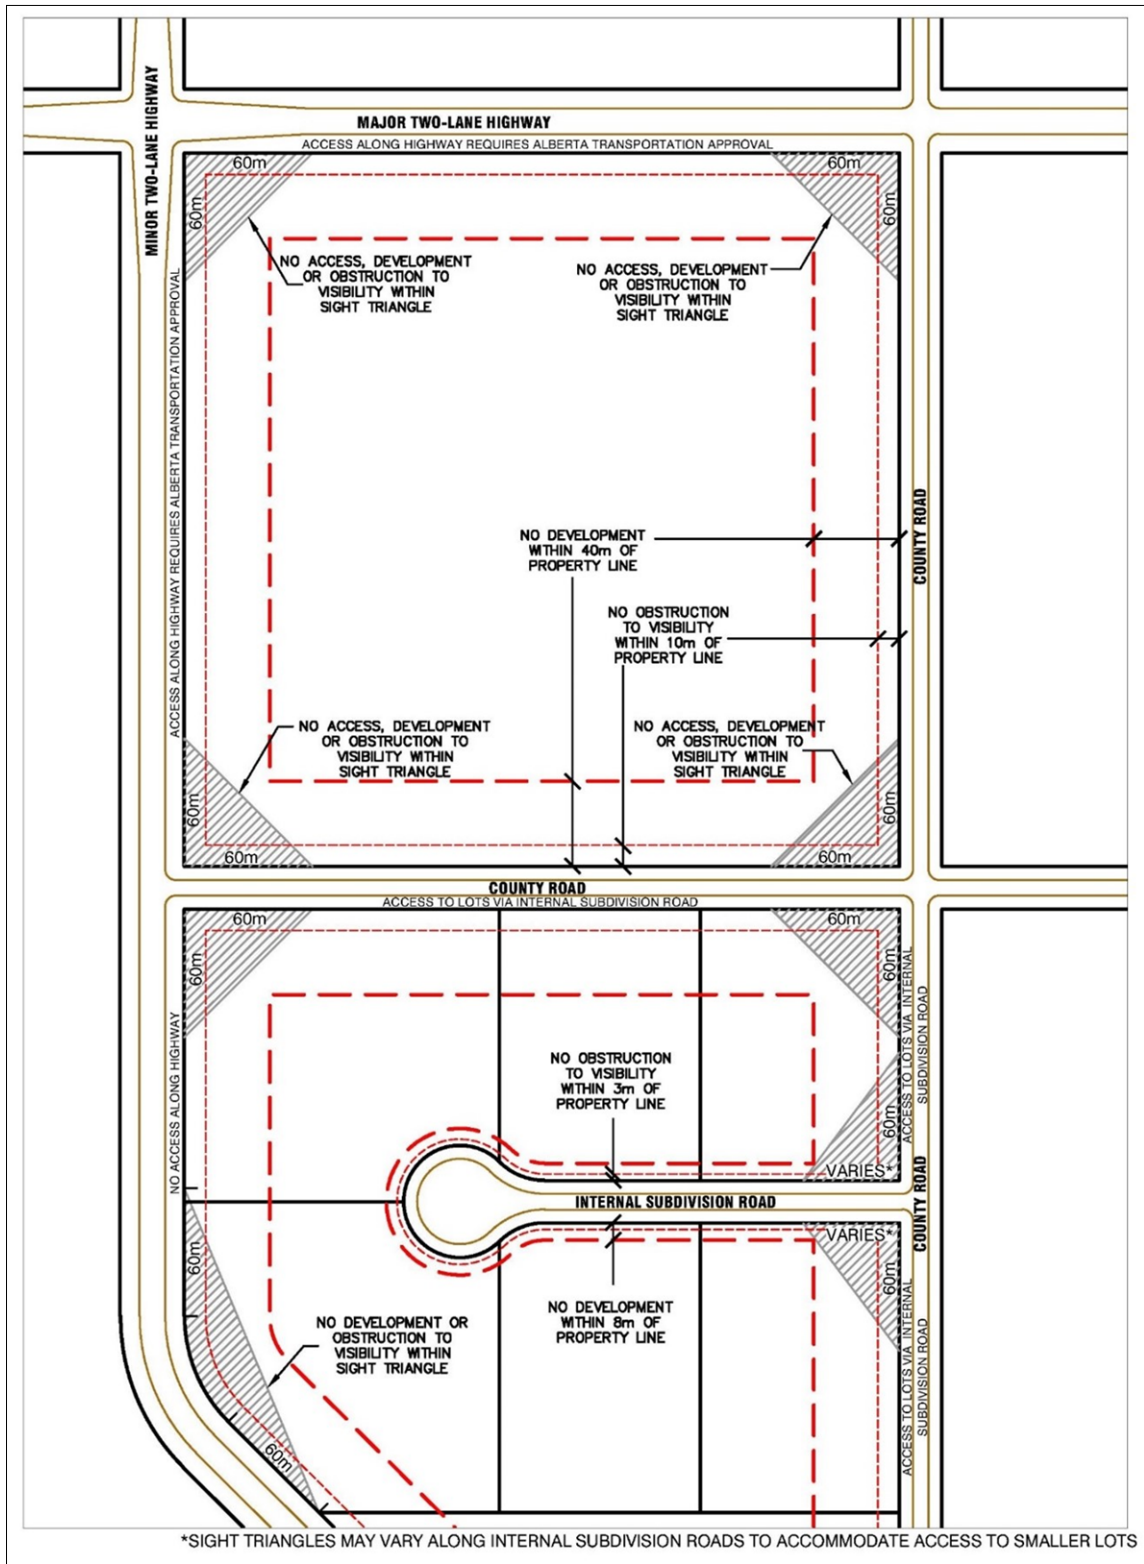 MAJOR TWO-LANE HIGHWAY
ACCESS ALONG HIGHWAY REQUIRES ALBERTA TRANSPORTATION APPROVAL
MINOR TWO-LANE HIGHWAY
60m
60m
60m
60m
NO ACCESS, DEVELOPMENT
OR OBSTRUCTION TO
VISIBILITY WITHIN
SIGHT TRIANGLE
NO ACCESS, DEVELOPMENT
OR OBSTRUCTION TO
VISIBILITY WITHIN
SIGHT TRIANGLE
ACCESS ALONG HIGHWAY REQUIRES ALBERTA TRANSPORTATION APPROVAL
NO DEVELOPMENT
WITHIN 40m OF
PROPERTY LINE
COUNTY ROAD
NO OBSTRUCTION
TO VISIBILITY
WITHIN 10m OF
PROPERTY LINE
NO ACCESS, DEVELOPMENT
OR OBSTRUCTION TO
VISIBILITY WITHIN
SIGHT TRIANGLE
NO ACCESS, DEVELOPMENT
OR OBSTRUCTION TO
VISIBILITY WITHIN
SIGHT TRIANGLE
60m
60m
60m
60m
COUNTY ROAD
ACCESS TO LOTS VIA INTERNAL SUBDIVISION ROAD
60m
60m
60m
60m
ACCESS TO LOTS VIA INTERNAL
SUBDIVISION ROAD
NO ACCESS ALONG HIGHWAY
NO OBSTRUCTION
TO VISIBILITY
WITHIN 3m OF
PROPERTY LINE
60m
VARIES*
INTERNAL SUBDIVISION ROAD
COUNTY ROAD
VARIES*
60m
60m
NO DEVELOPMENT
WITHIN 8m OF
PROPERTY LINE
NO DEVELOPMENT OR
OBSTRUCTION TO
VISIBILITY WITHIN
SIGHT TRIANGLE
ACCESS TO LOTS VIA INTERNAL
SUBDIVISION ROAD
60m
*SIGHT TRIANGLES MAY VARY ALONG INTERNAL SUBDIVISION ROADS TO ACCOMMODATE ACCESS TO SMALLER LOTS